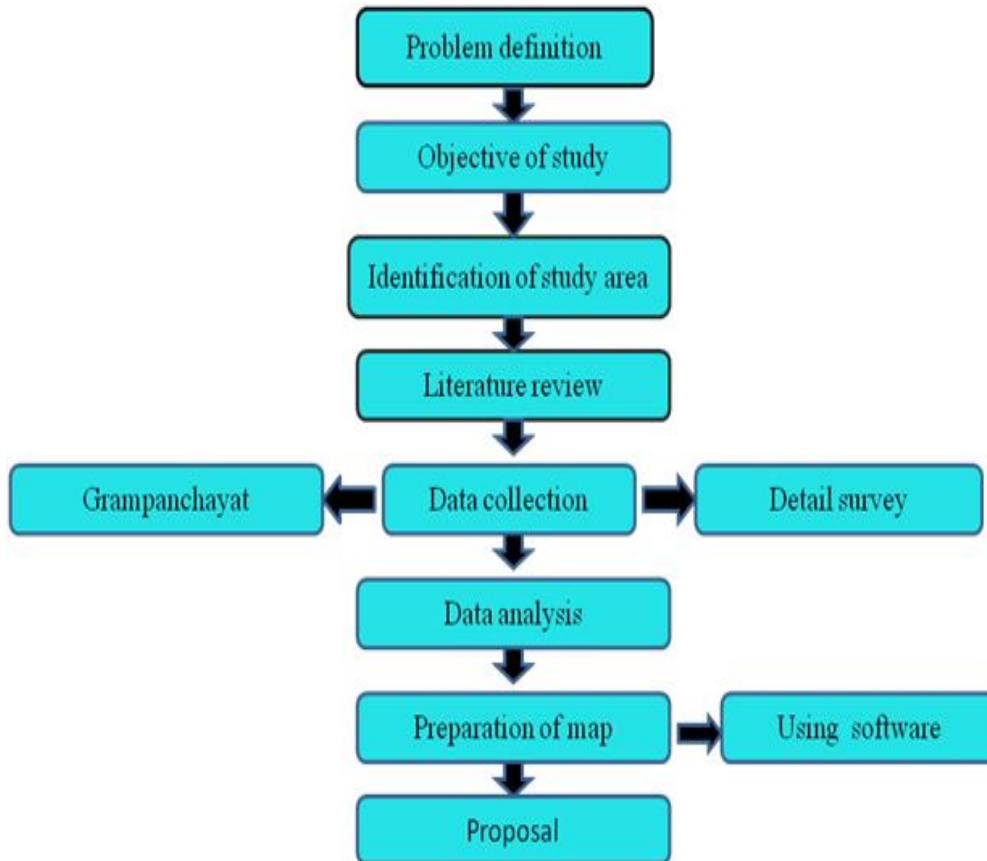 Problem definition
Objective of study
Identification of study area
Literature review
Grampanchayat
Data collection
Detail survey
Data analysis
Preparation of map
Using software
Proposal